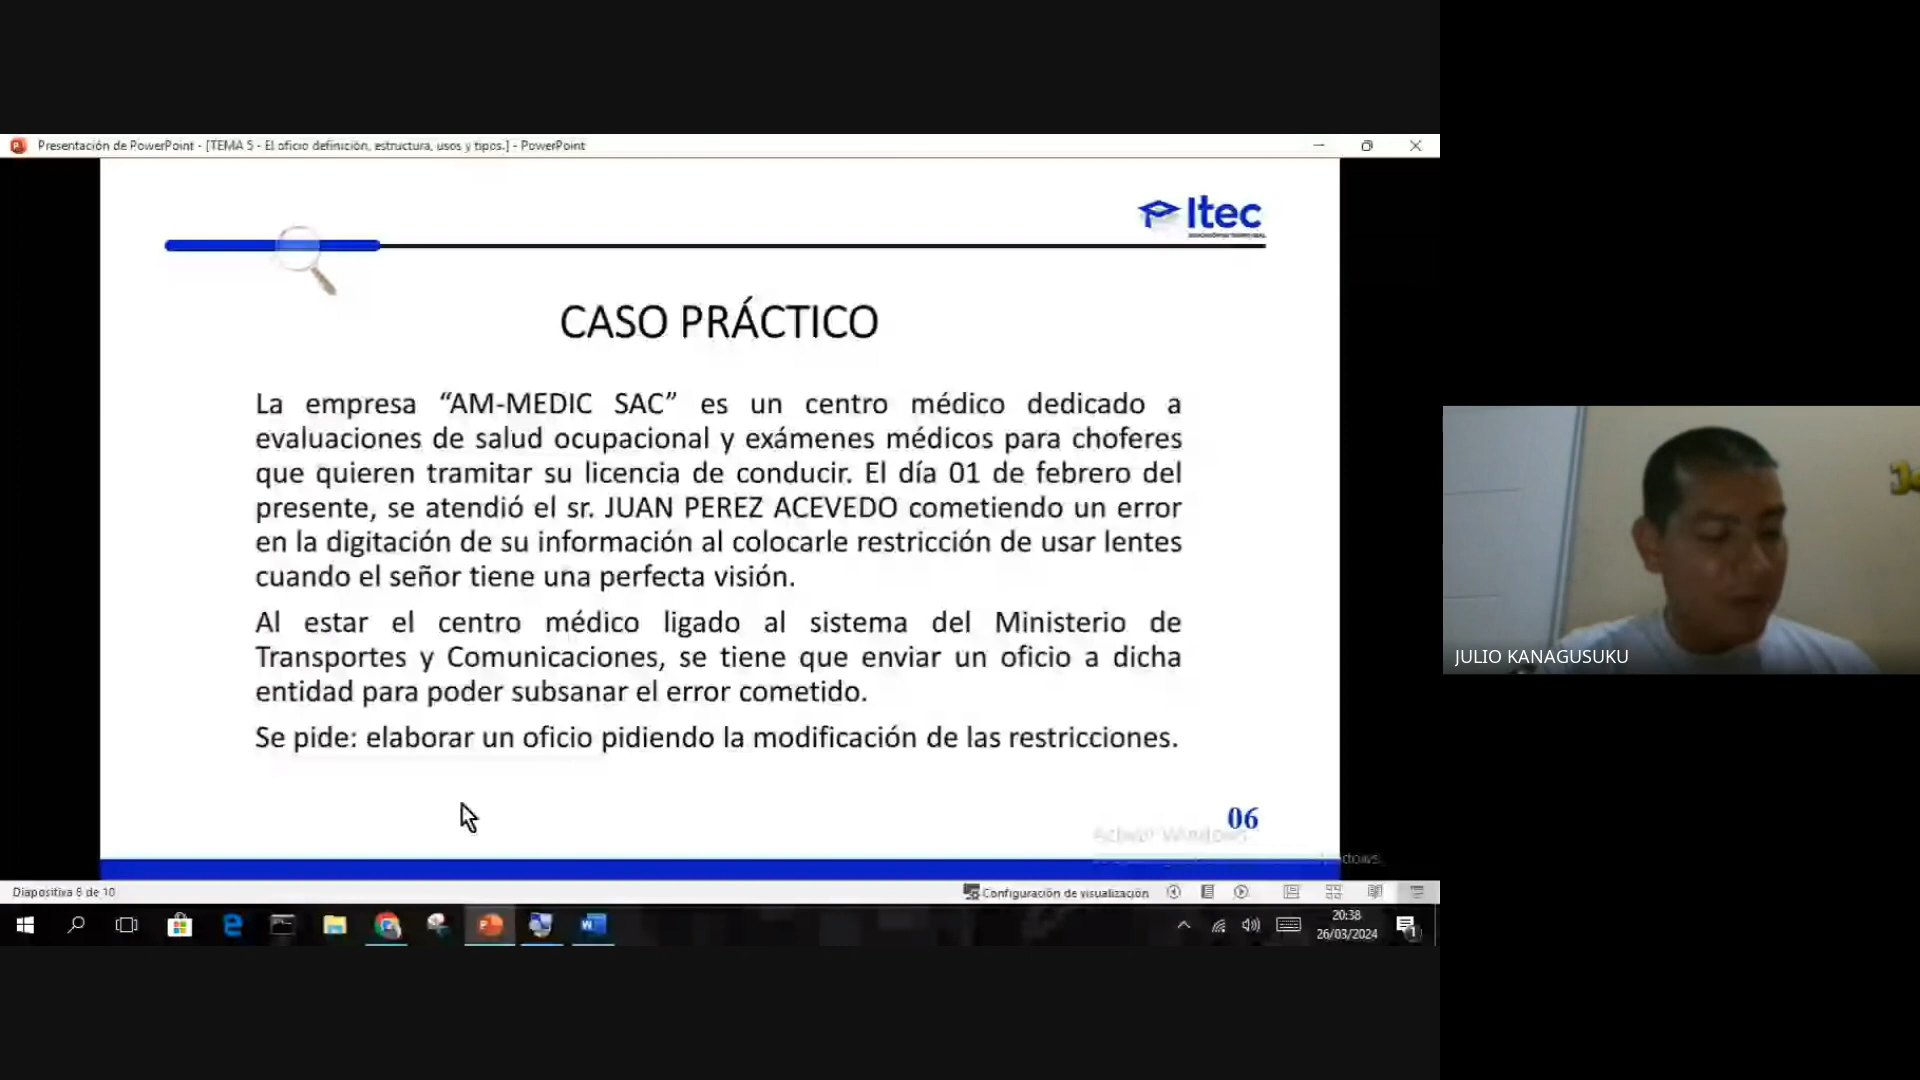 Presentación de PowerPoint - [TEMA 5 - El oficio definición, estructura, usos y tipos.] - PowerPoint
Itec
CASO PRÁCTICO
La empresa “AM-MEDIC SAC” es un centro médico dedicado a
evaluaciones de salud ocupacional y exámenes médicos para choferes
que quieren tramitar su licencia de conducir. El día 01 de febrero del
presente, se atendió el sr. JUAN PEREZ ACEVEDO cometiendo un error
en la digitación de su información al colocarle restricción de usar lentes
cuando el señor tiene una perfecta visión.
Al estar el centro médico ligado al sistema del Ministerio de
Transportes y Comunicaciones, se tiene que enviar un oficio a dicha
entidad para poder subsanar el error cometido.
Se pide: elaborar un oficio pidiendo la modificación de las restricciones.
JULIO KANAGUSUKU
06
Activar Windows
Diapositiva 6 de 10
Configuración de visualización
20:38
26/03/2024
1